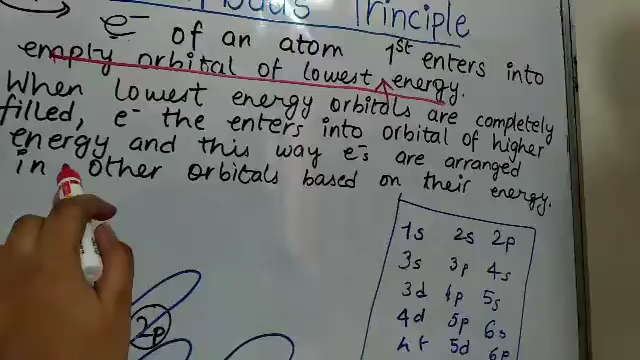 Principle
e⁻ of an atom 1st enters into
empty orbital of lowest energy.
When lowest energy orbitals are completely
filled, e⁻ the enters into orbital of higher
energy and this way e⁻s are arranged
in other orbitals based on their energy.
1s 2s 2p
3s 3p 4s
3d 4p 5s
4d 5p 6s
4f 5d 6p
2p